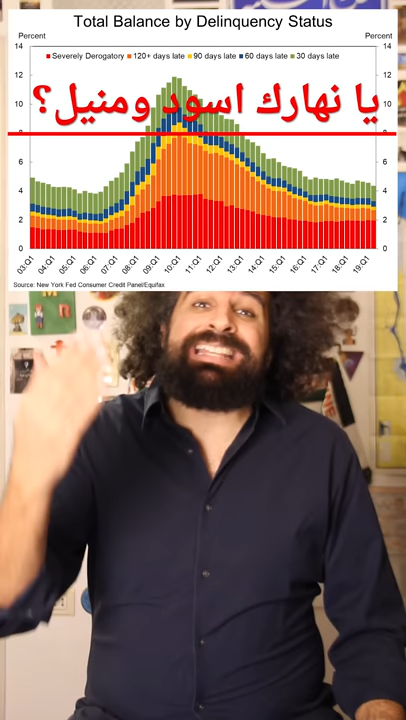 Total Balance by Delinquency Status
Percent Percent
14 14
Severely Derogatory 120+ days late 90 days late 60 days late 30 days late
12 12
يا نهارك اسود ومنيل؟
10 10
8 8
6 6
4 4
2 2
0 0
03:Q1 04:Q1 05:Q1 06:Q1 07:Q1 08:Q1 09:Q1 10:Q1 11:Q1 12:Q1 13:Q1 14:Q1 15:Q1 16:Q1 17:Q1 18:Q1 19:Q1
Source: New York Fed Consumer Credit Panel/Equifax